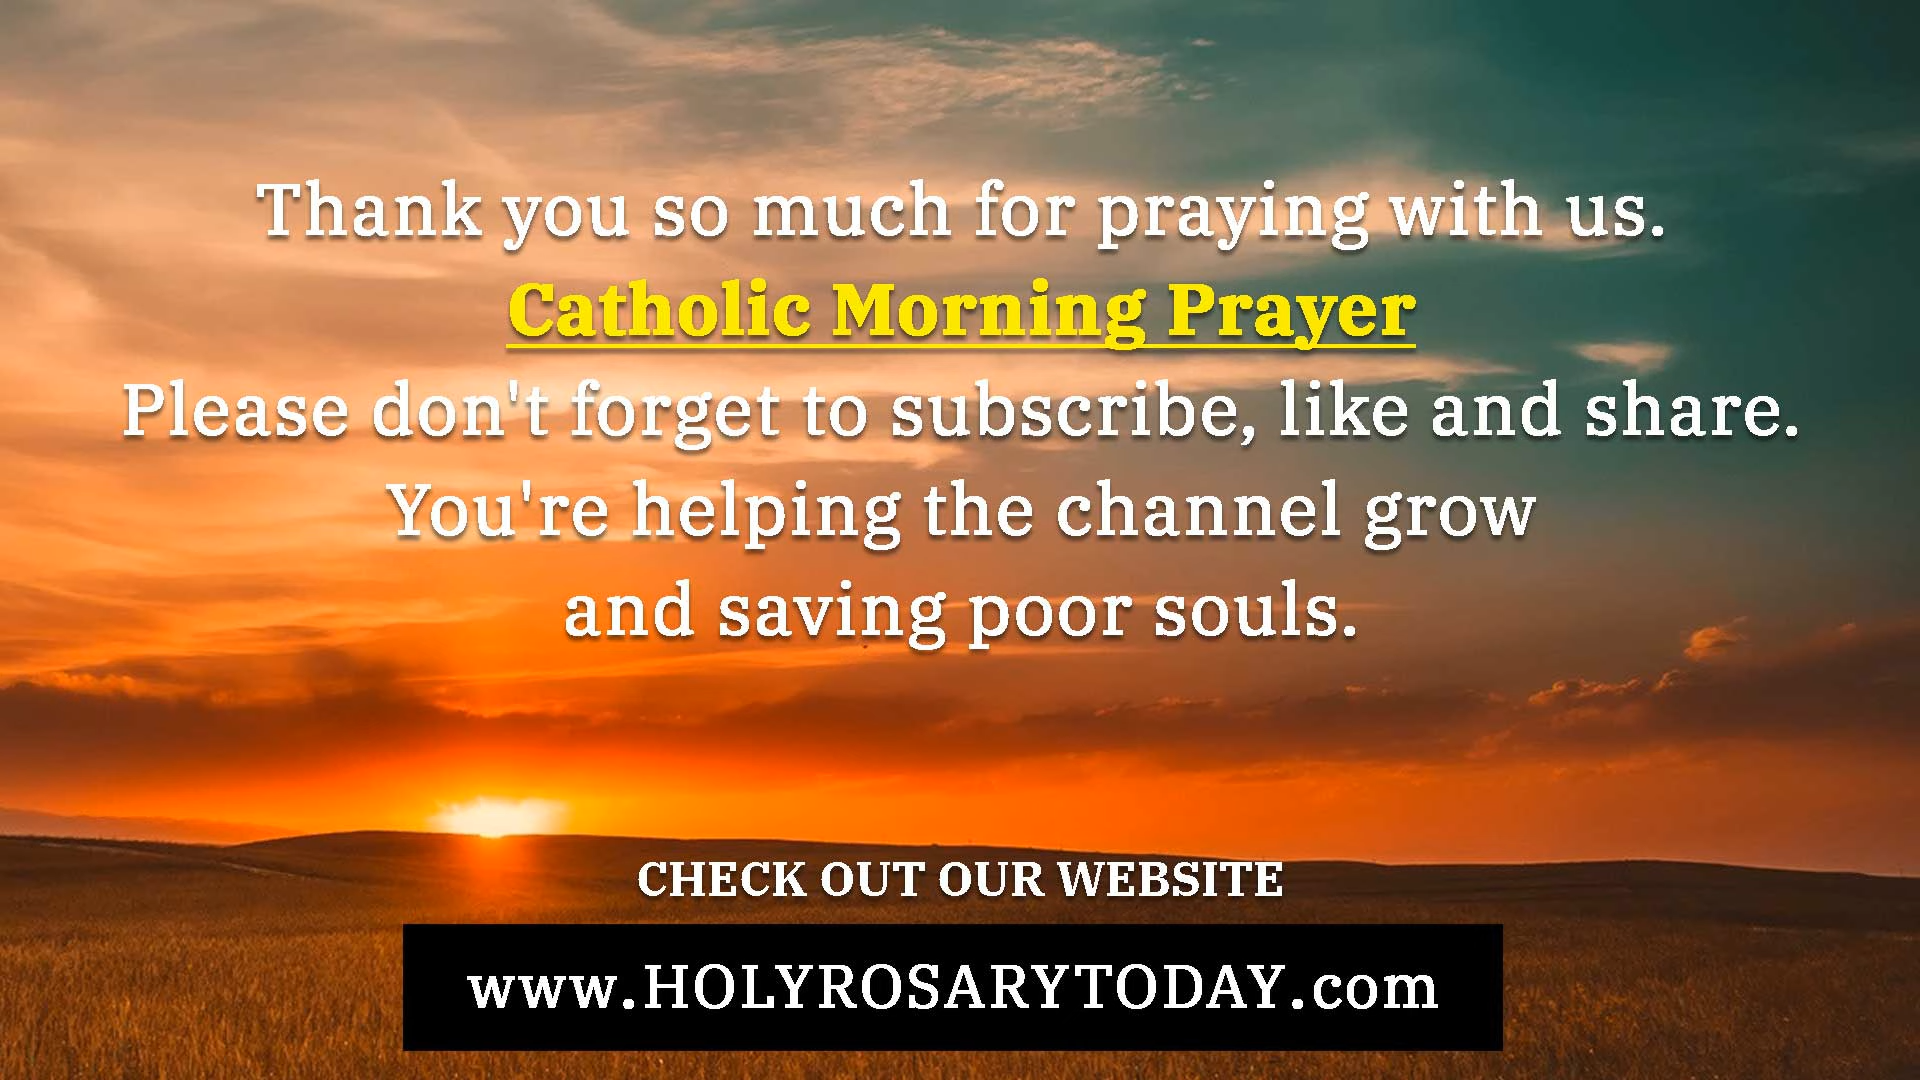 Thank you so much for praying with us.
Catholic Morning Prayer
Please don't forget to subscribe, like and share.
You're helping the channel grow
and saving poor souls.
CHECK OUT OUR WEBSITE
www.HOLYROSARYTODAY.com